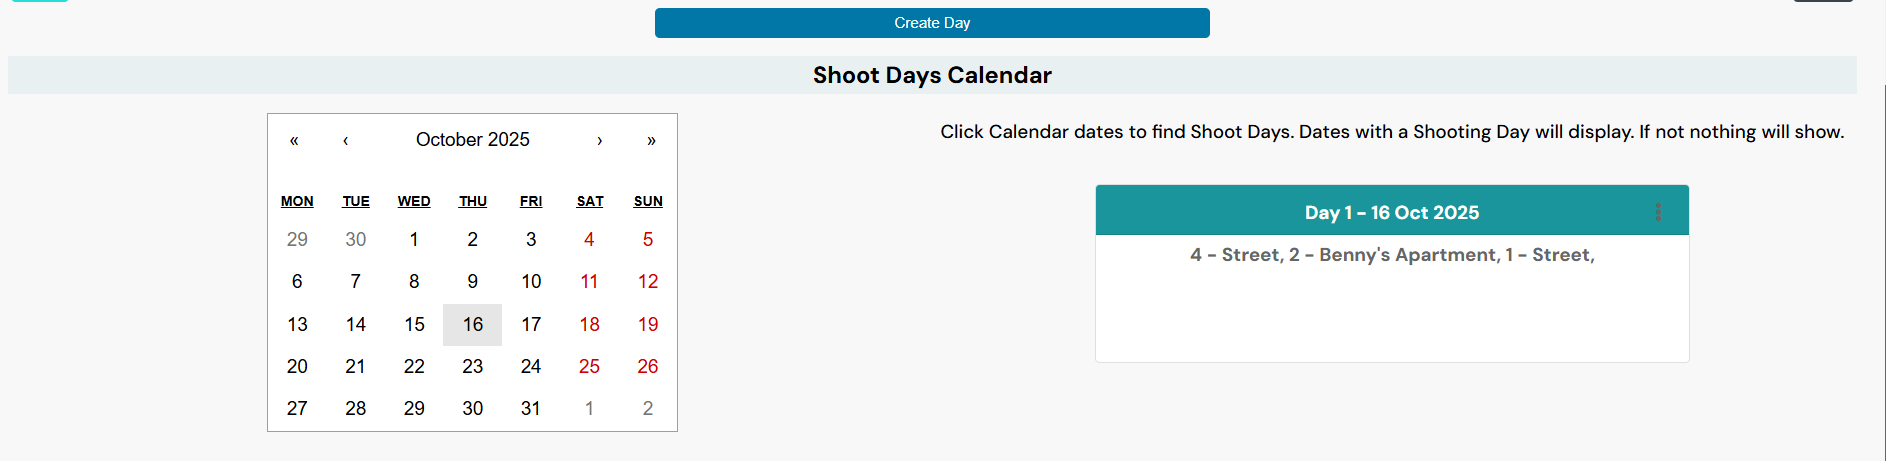 Create Day
Shoot Days Calendar
« ‹ October 2025 › »
MON TUE WED THU FRI SAT SUN
29 30 1 2 3 4 5
6 7 8 9 10 11 12
13 14 15 16 17 18 19
20 21 22 23 24 25 26
27 28 29 30 31 1 2
Click Calendar dates to find Shoot Days. Dates with a Shooting Day will display. If not nothing will show.
Day 1 - 16 Oct 2025
4 - Street, 2 - Benny's Apartment, 1 - Street,